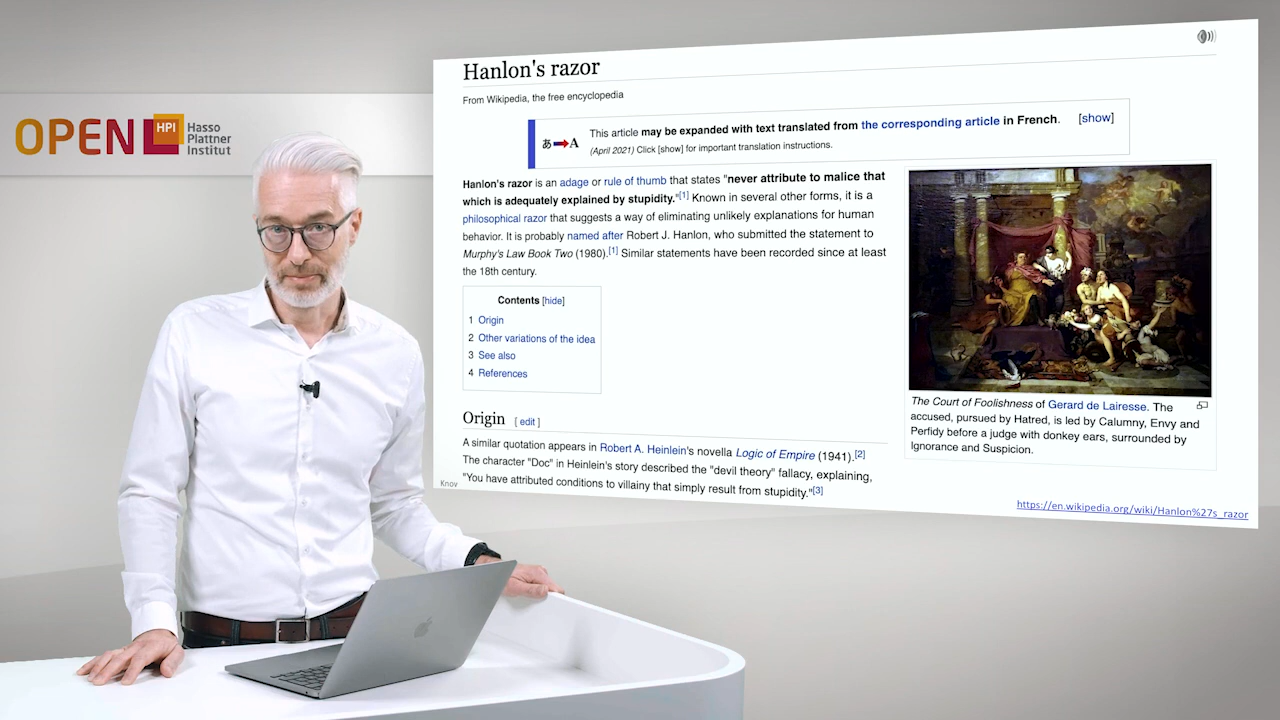 OPEN
HPI
Hasso
Plattner
Institut
Hanlon's razor
From Wikipedia, the free encyclopedia
あ A
This article may be expanded with text translated from the corresponding article in French. [show]
(April 2021) Click [show] for important translation instructions.
Hanlon's razor is an adage or rule of thumb that states "never attribute to malice that
which is adequately explained by stupidity."[1] Known in several other forms, it is a
philosophical razor that suggests a way of eliminating unlikely explanations for human
behavior. It is probably named after Robert J. Hanlon, who submitted the statement to
Murphy's Law Book Two (1980).[1] Similar statements have been recorded since at least
the 18th century.
Contents [hide]
1 Origin
2 Other variations of the idea
3 See also
4 References
Origin [ edit ]
A similar quotation appears in Robert A. Heinlein's novella Logic of Empire (1941).[2]
The character "Doc" in Heinlein's story described the "devil theory" fallacy, explaining,
"You have attributed conditions to villainy that simply result from stupidity."[3]
The Court of Foolishness of Gerard de Lairesse. The
accused, pursued by Hatred, is led by Calumny, Envy and
Perfidy before a judge with donkey ears, surrounded by
Ignorance and Suspicion.
Knov
https://en.wikipedia.org/wiki/Hanlon%27s_razor